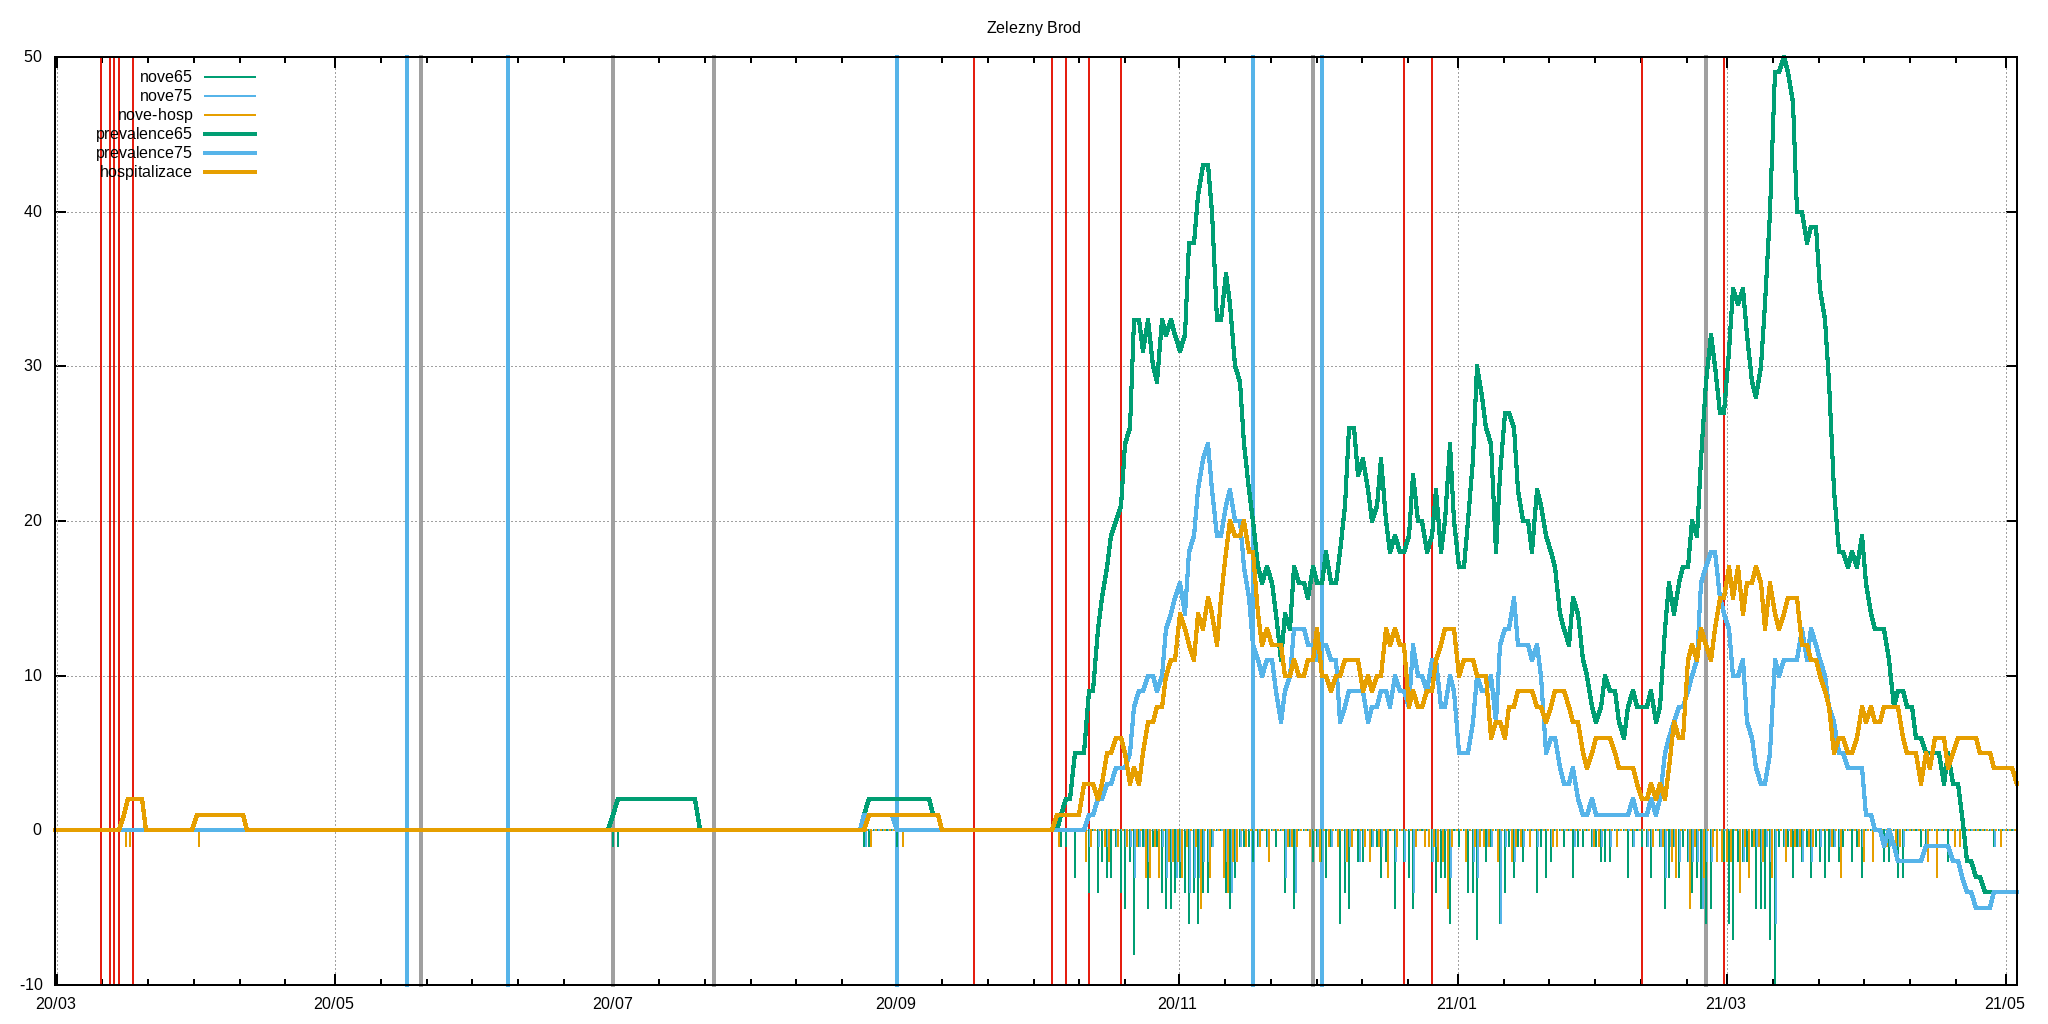 Zelezny Brod
50
40
30
20
10
0
-10
nove65
nove75
nove-hosp
prevalence65
prevalence75
hospitalizace
20/03 20/05 20/07 20/09 20/11 21/01 21/03 21/05